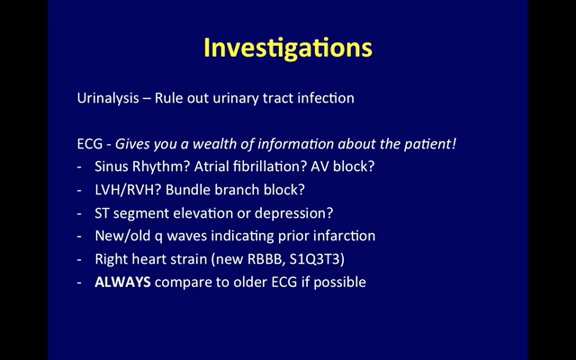 Investigations
Urinalysis – Rule out urinary tract infection
ECG - Gives you a wealth of information about the patient!
- Sinus Rhythm? Atrial fibrillation? AV block?
- LVH/RVH? Bundle branch block?
- ST segment elevation or depression?
- New/old q waves indicating prior infarction
- Right heart strain (new RBBB, S1Q3T3)
- ALWAYS compare to older ECG if possible